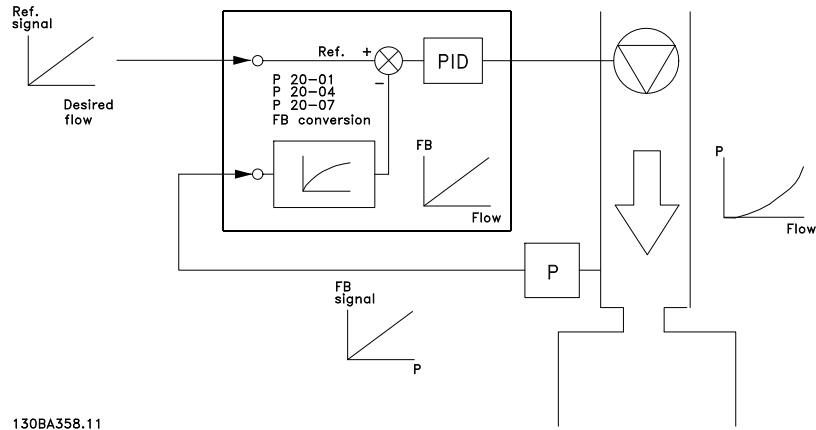 Ref.
signal
Desired
flow
Ref.
+
−
PID
P 20-01
P 20-04
P 20-07
FB conversion
FB
Flow
P
Flow
P
FB
signal
P
130BA358.11